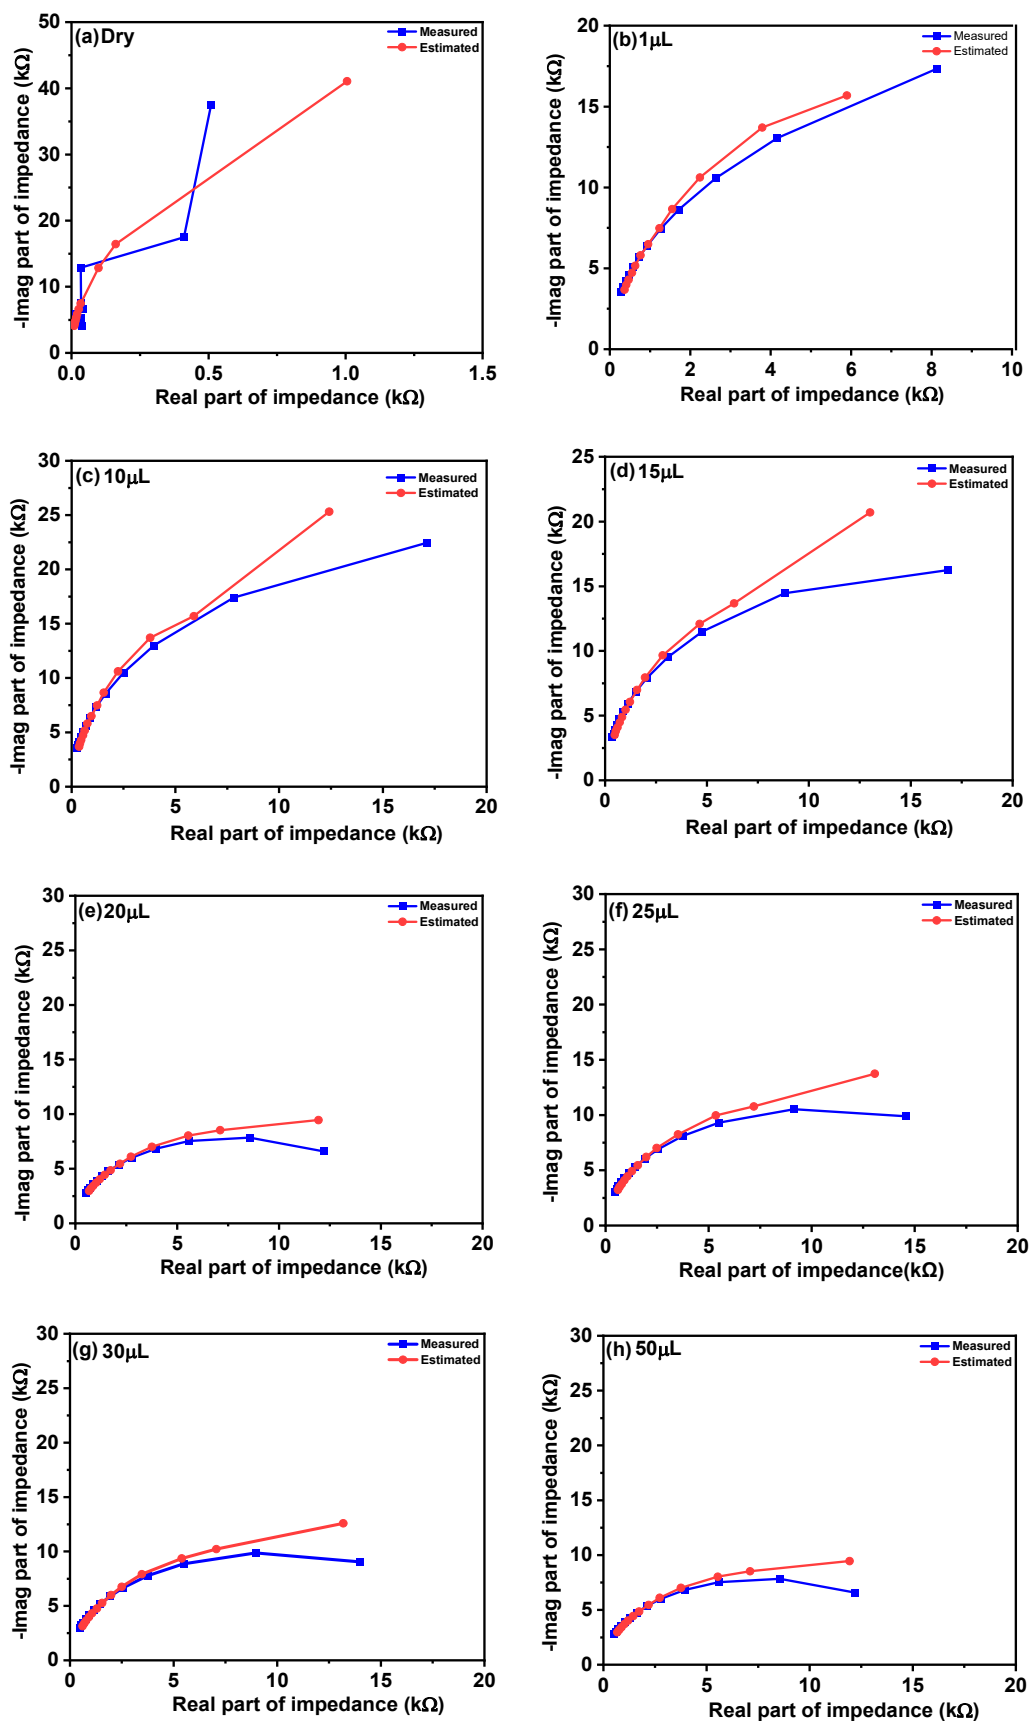 (a) Dry
Measured
Estimated
50
40
30
20
10
0
0.0 0.5 1.0 1.5
-Imag part of impedance (kΩ)
Real part of impedance (kΩ)
(b) 1μL
Measured
Estimated
20
15
10
5
0
0 2 4 6 8 10
-Imag part of impedance (kΩ)
Real part of impedance (kΩ)
(c) 10μL
Measured
Estimated
30
25
20
15
10
5
0
0 5 10 15 20
-Imag part of impedance (kΩ)
Real part of impedance (kΩ)
(d) 15μL
Measured
Estimated
25
20
15
10
5
0
0 5 10 15 20
-Imag part of impedance (kΩ)
Real part of impedance (kΩ)
(e) 20μL
Measured
Estimated
30
25
20
15
10
5
0
0 5 10 15 20
-Imag part of impedance (kΩ)
Real part of impedance (kΩ)
(f) 25μL
Measured
Estimated
30
25
20
15
10
5
0
0 5 10 15 20
-Imag part of impedance (kΩ)
Real part of impedance(kΩ)
(g) 30μL
Measured
Estimated
30
25
20
15
10
5
0
0 5 10 15 20
-Imag part of impedance (kΩ)
Real part of impedance (kΩ)
(h) 50μL
Measured
Estimated
30
25
20
15
10
5
0
0 5 10 15 20
-Imag part of impedance (kΩ)
Real part of impedance (kΩ)